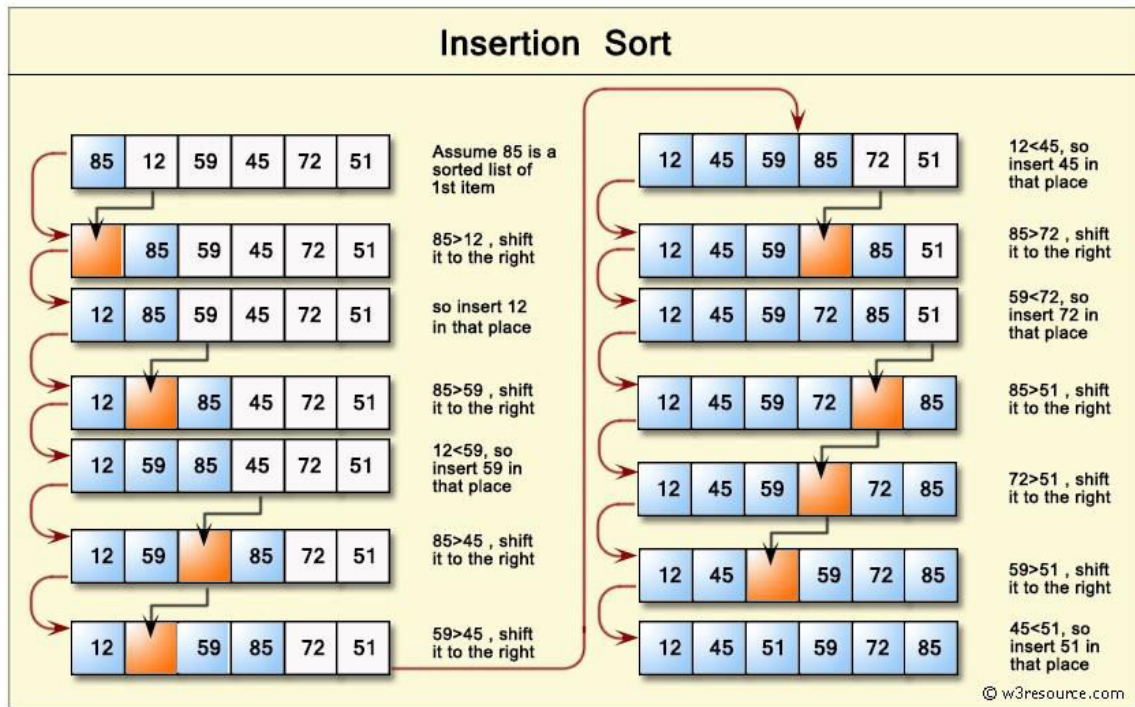 Insertion Sort
85 12 59 45 72 51
Assume 85 is a
sorted list of
1st item
85 59 45 72 51
85>12 , shift
it to the right
12 85 59 45 72 51
so insert 12
in that place
12 85 45 72 51
85>59 , shift
it to the right
12 59 85 45 72 51
12<59, so
insert 59 in
that place
12 59 85 72 51
85>45 , shift
it to the right
12 59 85 72 51
59>45 , shift
it to the right
12 45 59 85 72 51
12<45, so
insert 45 in
that place
12 45 59 85 51
85>72 , shift
it to the right
12 45 59 72 85 51
59<72, so
insert 72 in
that place
12 45 59 72 85
85>51 , shift
it to the right
12 45 59 72 85
72>51 , shift
it to the right
12 45 59 72 85
59>51 , shift
it to the right
12 45 51 59 72 85
45<51, so
insert 51 in
that place
© w3resource.com